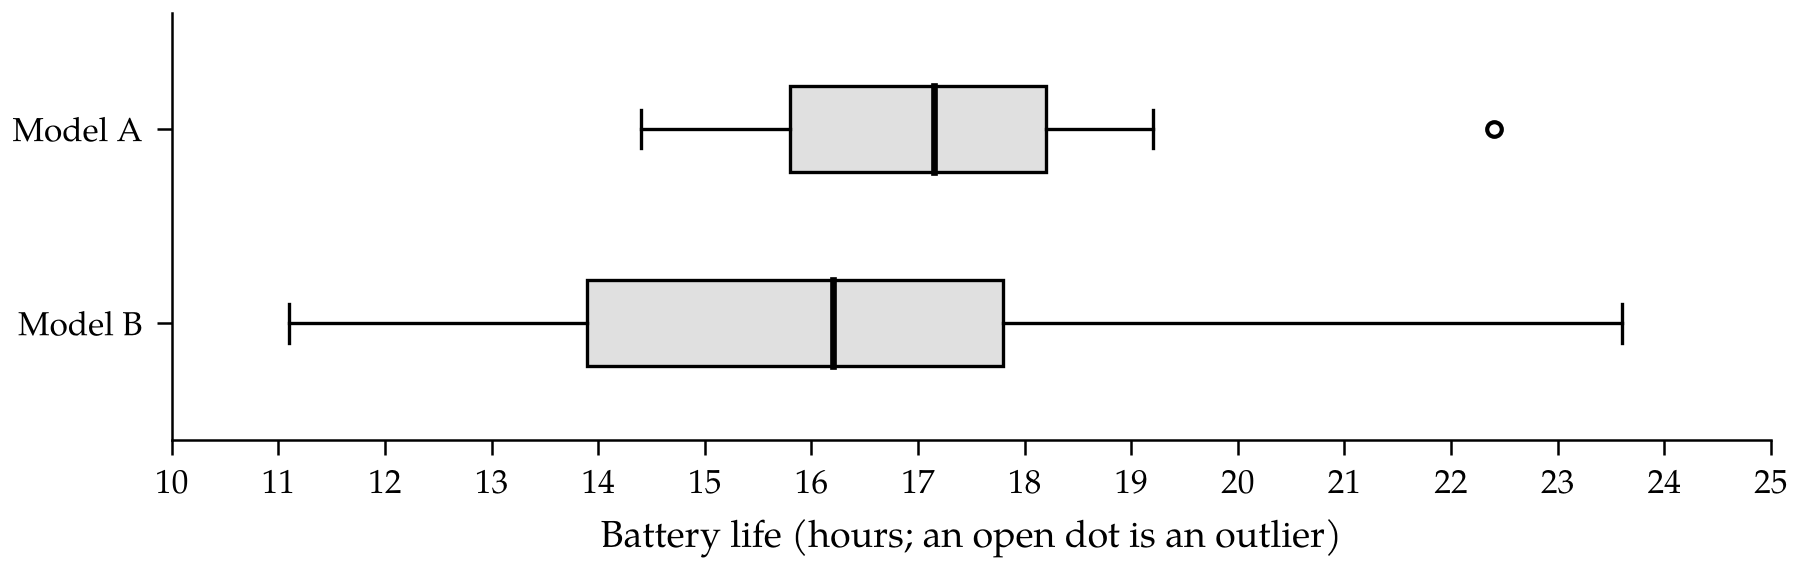 Model A
Model B
10 11 12 13 14 15 16 17 18 19 20 21 22 23 24 25
Battery life (hours; an open dot is an outlier)